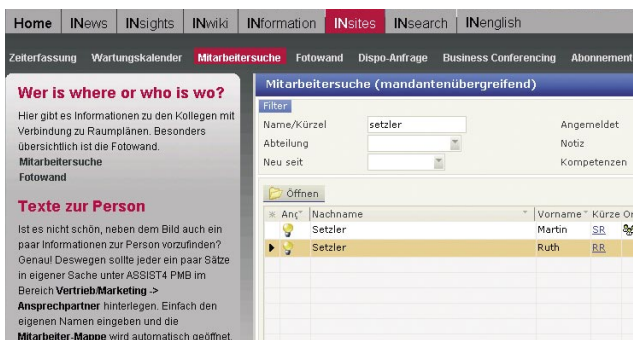 Home INews INsights INwiki INformation INsites INsearch INenglish
Zeiterfassung Wartungskalender Mitarbeitersuche Fotowand Dispo-Anfrage Business Conferencing Abonnement
Wer is where or who is wo?
Hier gibt es Informationen zu den Kollegen mit
Verbindung zu Raumplänen. Besonders
übersichtlich ist die Fotowand.
Mitarbeitersuche
Fotowand
Texte zur Person
Ist es nicht schön, neben dem Bild auch ein
paar Informationen zur Person vorzufinden?
Genau! Deswegen sollte jeder ein paar Sätze
in eigener Sache unter ASSIST4 PMB im
Bereich Vertrieb/Marketing ->
Ansprechpartner hinterlegen. Einfach den
eigenen Namen eingeben und die
Mitarbeiter-Mappe wird automatisch geöffnet.
Mitarbeitersuche (mandantenübergreifend)
Filter
Name/Kürzel setzler Angemeldet
Abteilung Notiz
Neu seit Kompetenzen
Öffnen
Nachname Vorname Kürze
Setzler Martin SR
Setzler Ruth RR